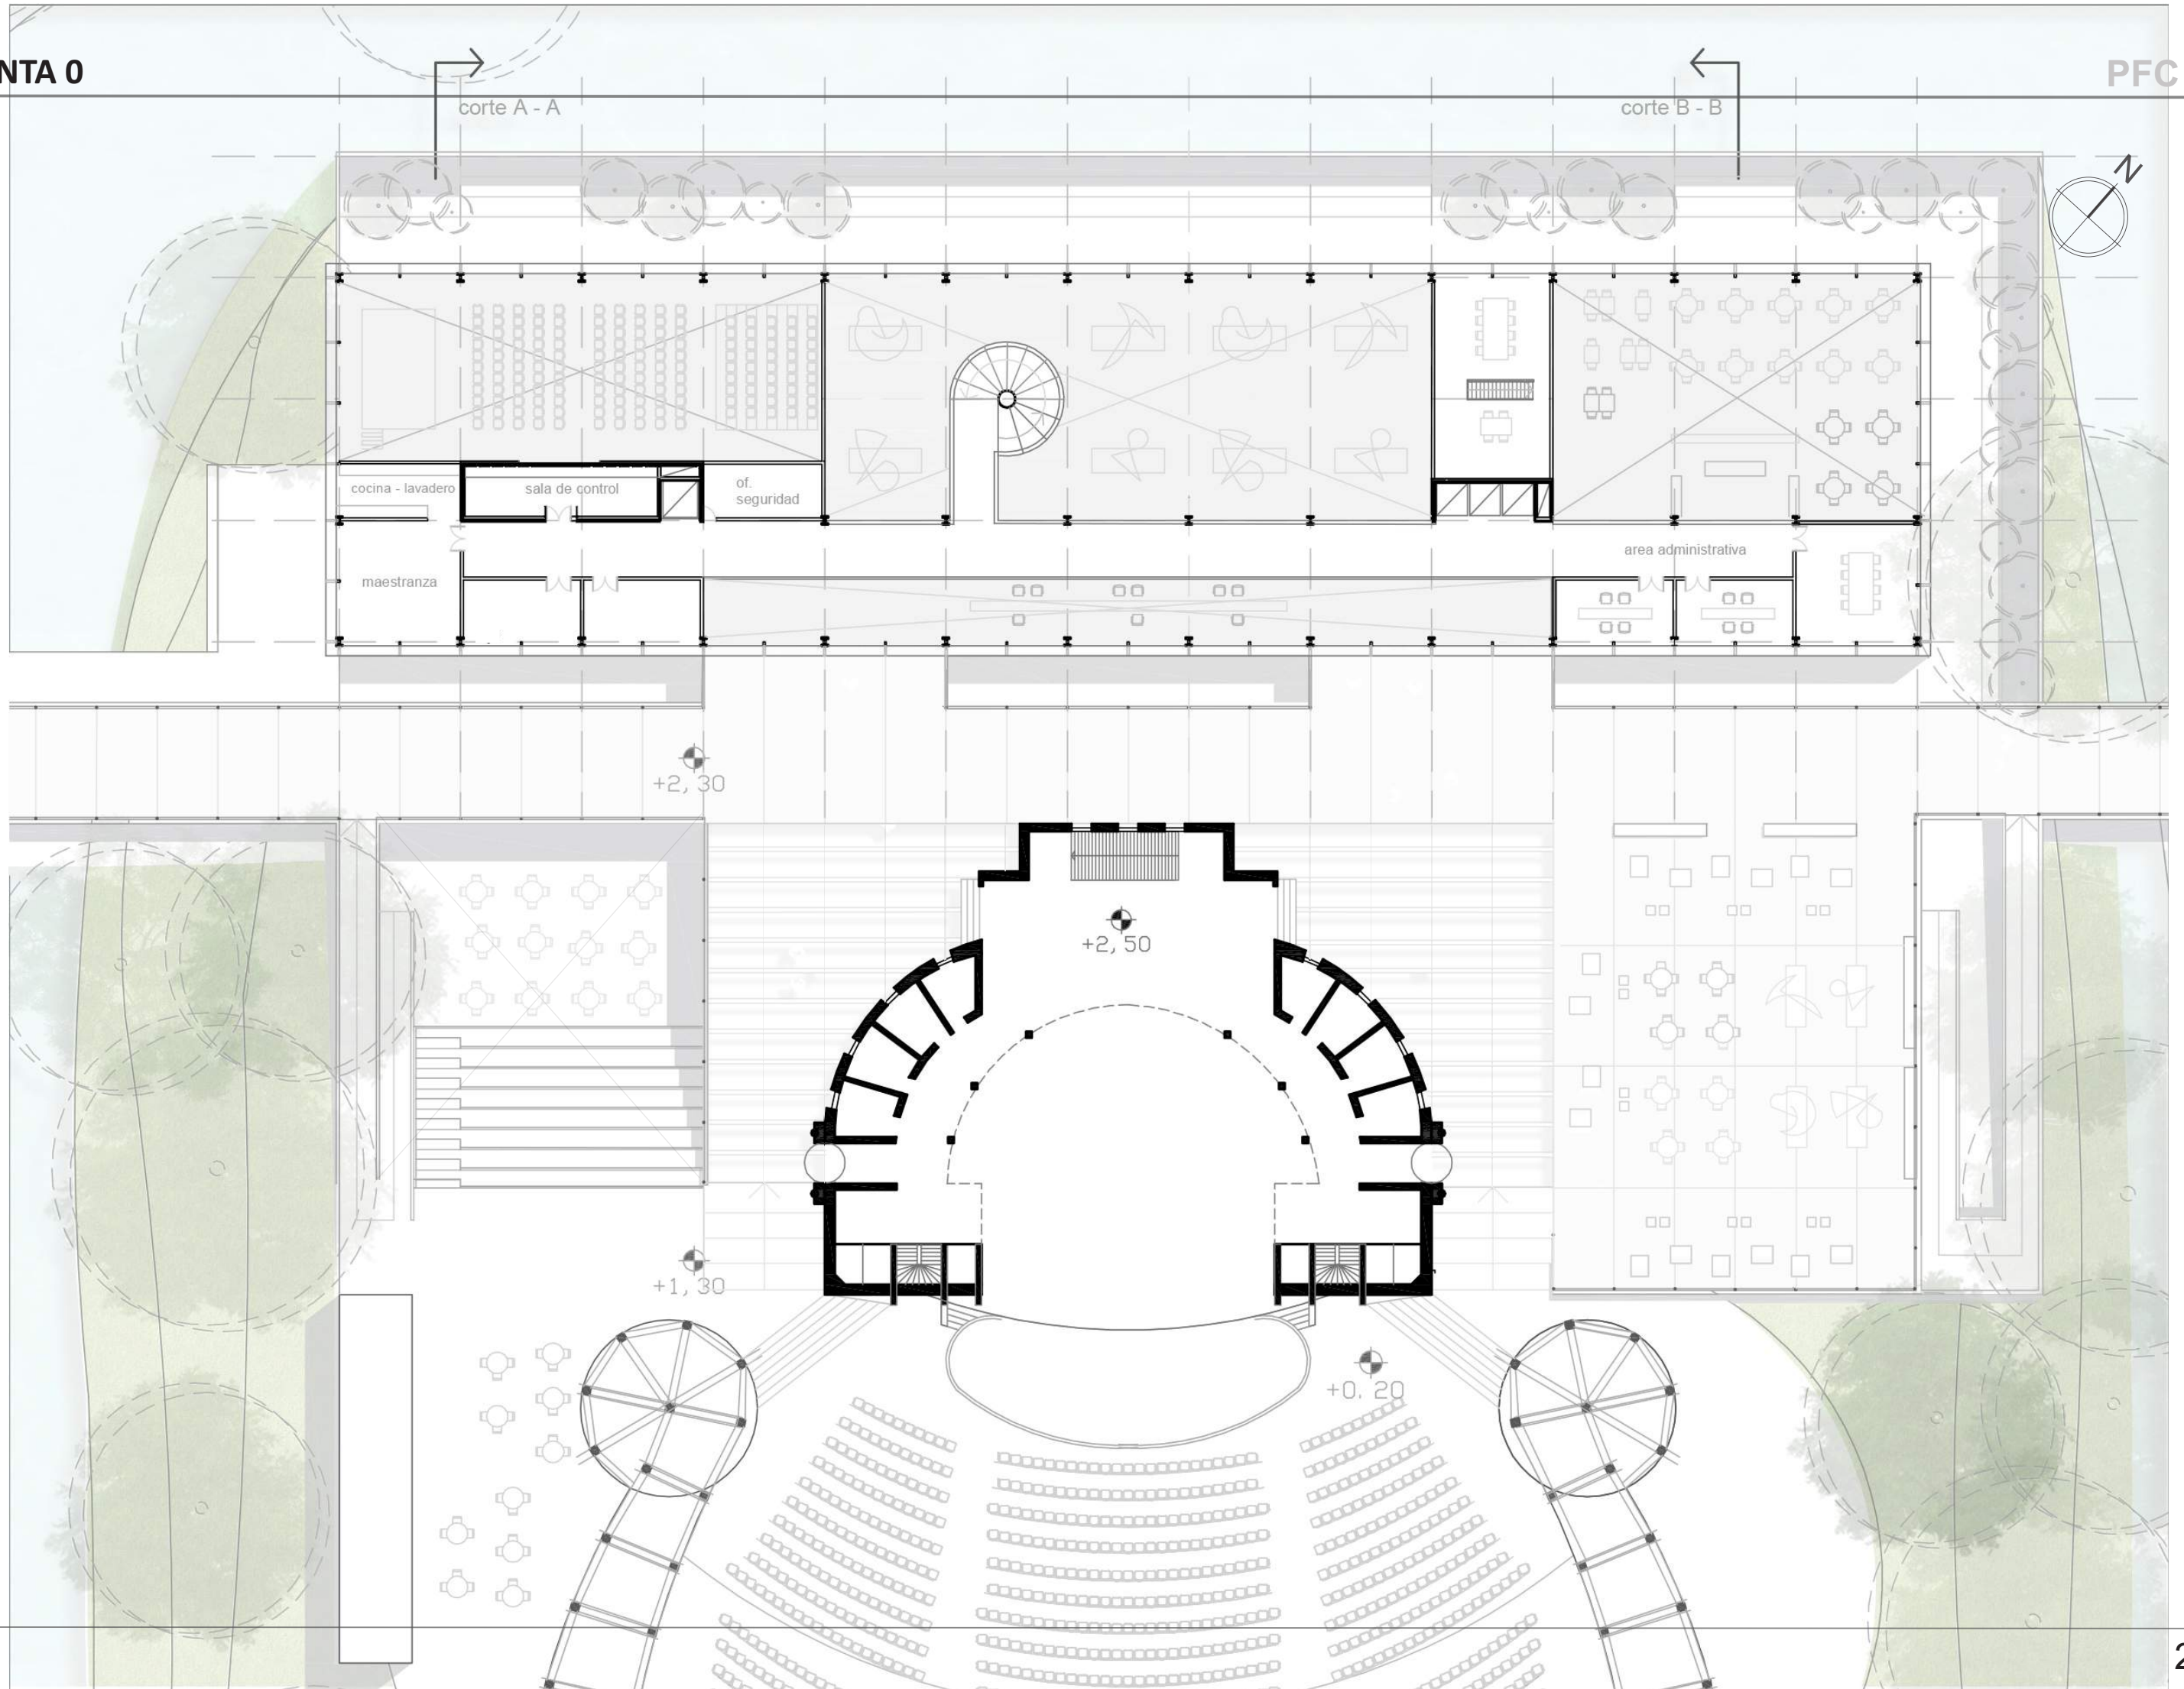 NTA 0
PFC
corte A - A
corte B - B
N
cocina - lavadero
sala de control
of.
seguridad
area administrativa
maestranza
+2, 30
+2, 50
+1, 30
+0. 20
2